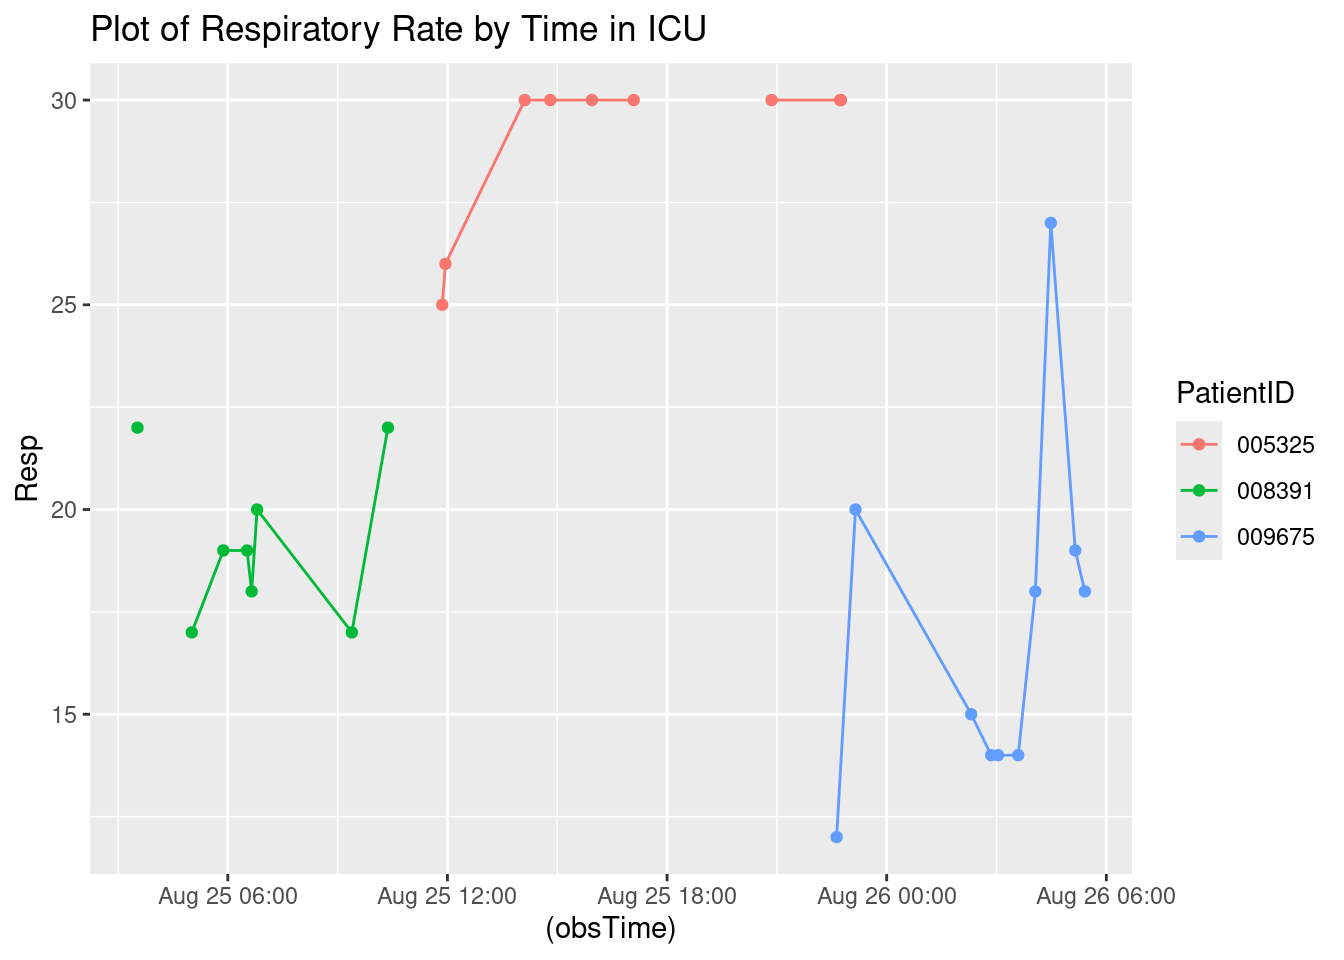 Plot of Respiratory Rate by Time in ICU
30
25
20
15
Resp
Aug 25 06:00
Aug 25 12:00
Aug 25 18:00
Aug 26 00:00
Aug 26 06:00
(obsTime)
PatientID
005325
008391
009675